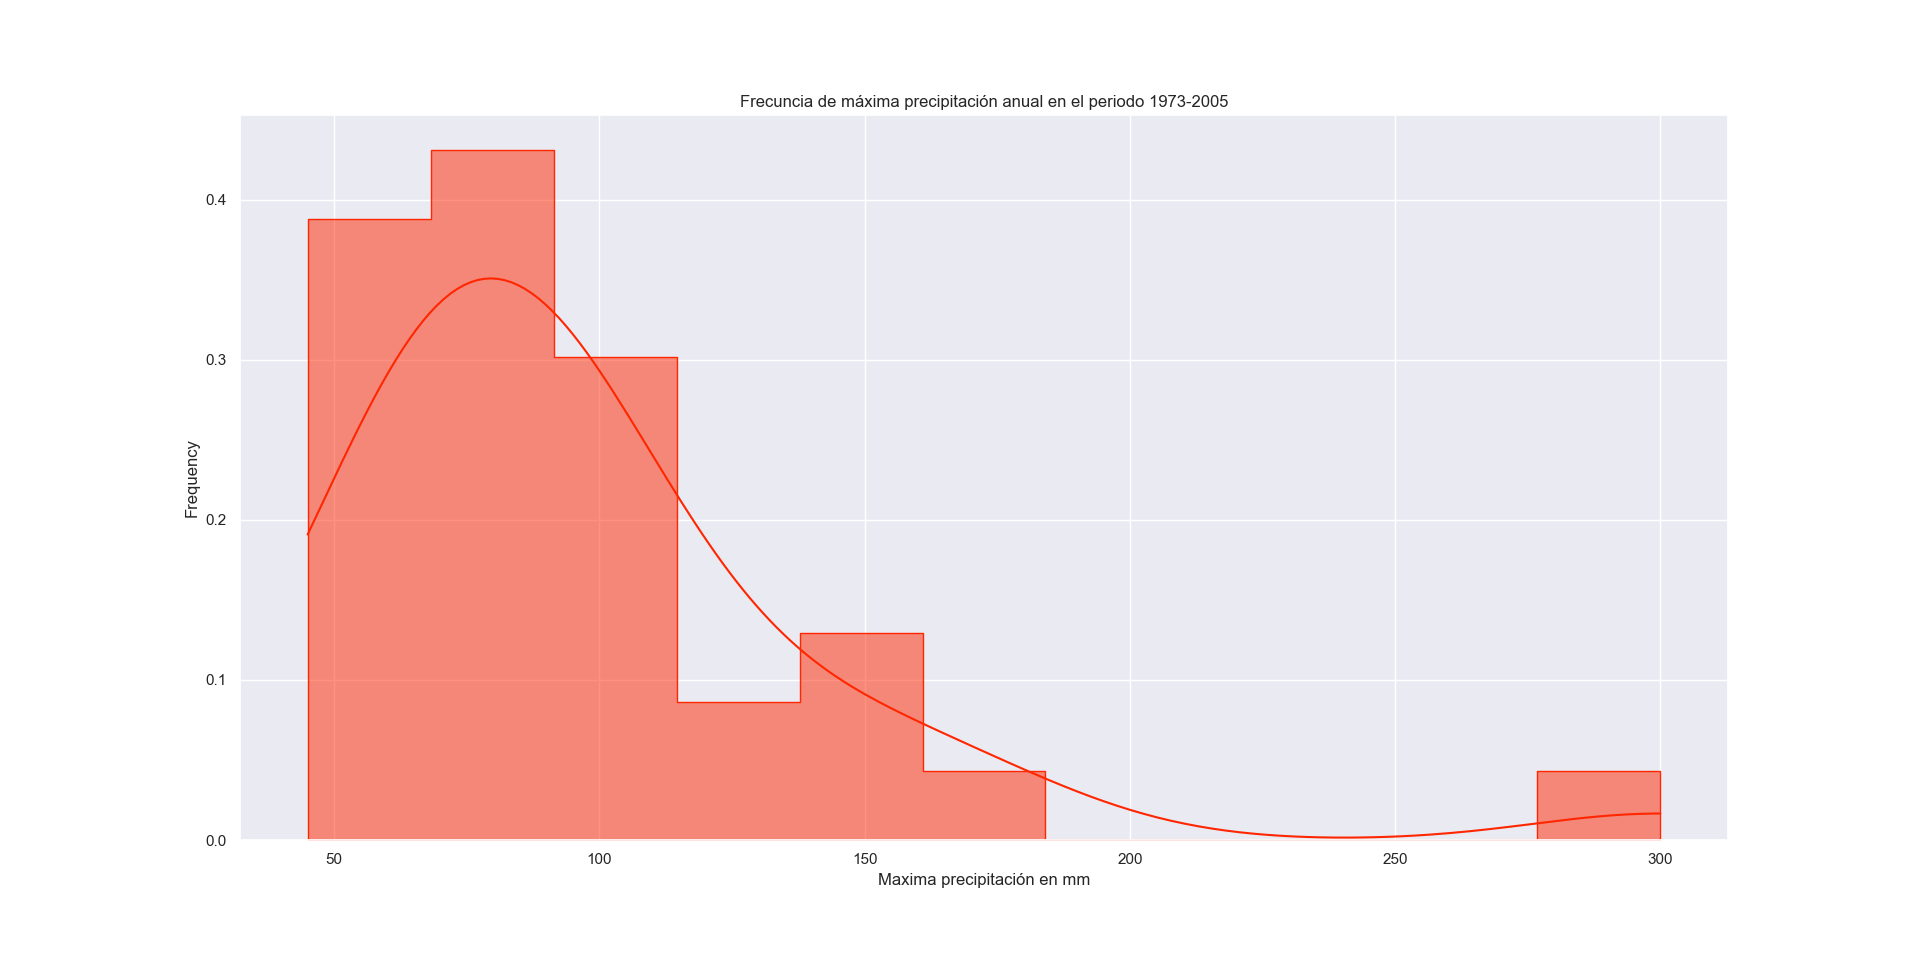 Frecuncia de máxima precipitación anual en el periodo 1973-2005
0.4
0.3
0.2
0.1
0.0
Frequency
50 100 150 200 250 300
Maxima precipitación en mm